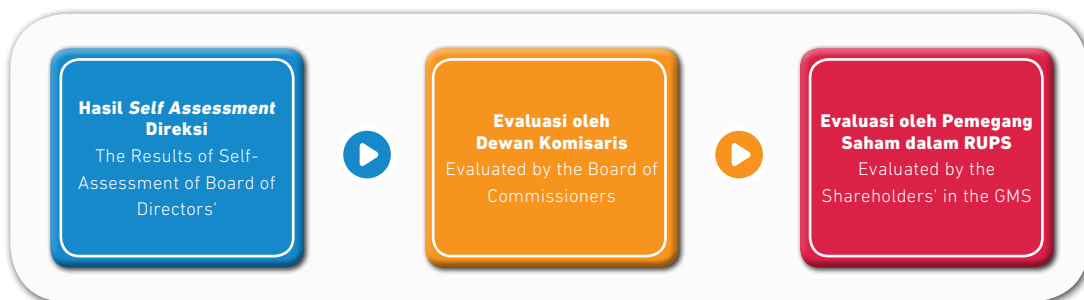 Hasil Self Assessment
Direksi
The Results of Self-
Assessment of Board of
Directors'
Evaluasi oleh
Dewan Komisaris
Evaluated by the Board of
Commissioners
Evaluasi oleh Pemegang
Saham dalam RUPS
Evaluated by the
Shareholders' in the GMS